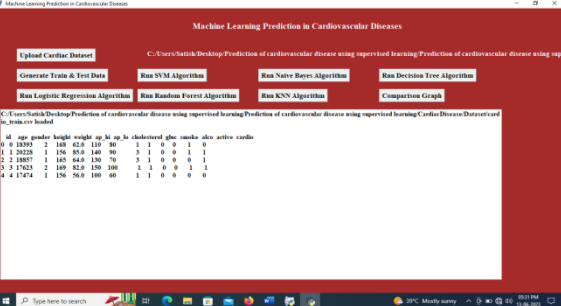 Machine Learning Prediction in Cardiovascular Diseases
Machine Learning Prediction in Cardiovascular Diseases
Upload Cardiac Dataset
C:/Users/Satish/Desktop/Prediction of cardiovascular disease using supervised learning/Prediction of cardiovascular disease using sup
Generate Train & Test Data
Run SVM Algorithm
Run Naive Bayes Algorithm
Run Decision Tree Algorithm
Run Logistic Regression Algorithm
Run Random Forest Algorithm
Run KNN Algorithm
Comparison Graph
C:/Users/Satish/Desktop/Prediction of cardiovascular disease using supervised learning/Prediction of cardiovascular disease using supervised learning/CardiacDisease/Dataset/card
io_train.csv loaded
id age gender height weight ap_hi ap_lo cholesterol gluc smoke alco active cardio
0 0 18393 2 168 62.0 110 80 1 1 0 0 1 0
1 1 20228 1 156 85.0 140 90 3 1 0 0 1 1
2 2 18857 1 165 64.0 130 70 3 1 0 0 0 1
3 3 17623 2 169 82.0 150 100 1 1 0 0 1 1
4 4 17474 1 156 56.0 100 60 1 1 0 0 0 0
Type here to search
39°C Mostly sunny
05:31 PM
13-06-2023